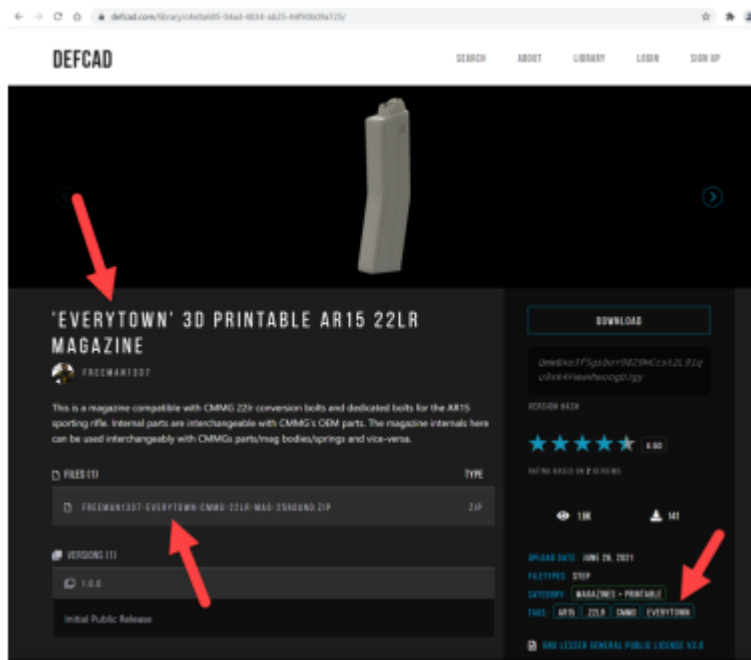 defcad.com/library/
DEFCAD
SEARCH ABOUT LIBRARY LOGIN SIGN UP
'EVERYTOWN' 3D PRINTABLE AR15 22LR
MAGAZINE
FREEMAN1337
This is a magazine compatible with CMMG 22lr conversion bolts and dedicated bolts for the AR15
sporting rifle. Internal parts are interchangeable with CMMG's OEM parts. The magazine internals here
can be used interchangeably with CMMGs parts/mag bodies/springs and vice-versa.
FILES (1) TYPE
FREEMAN1337-EVERYTOWN-CMMG-22LR-MAG-25ROUND.ZIP ZIP
VERSIONS (1)
1.0.0
Initial Public Release
DOWNLOAD
VERSION HASH
RATING BASED ON 2 REVIEWS
141
UPLOAD DATE JUNE 26, 2021
FILETYPES STEP
CATEGORY MAGAZINES - PRINTABLE
TAGS AR15 22LR CMMG EVERYTOWN
GNU LESSER GENERAL PUBLIC LICENSE V3.0